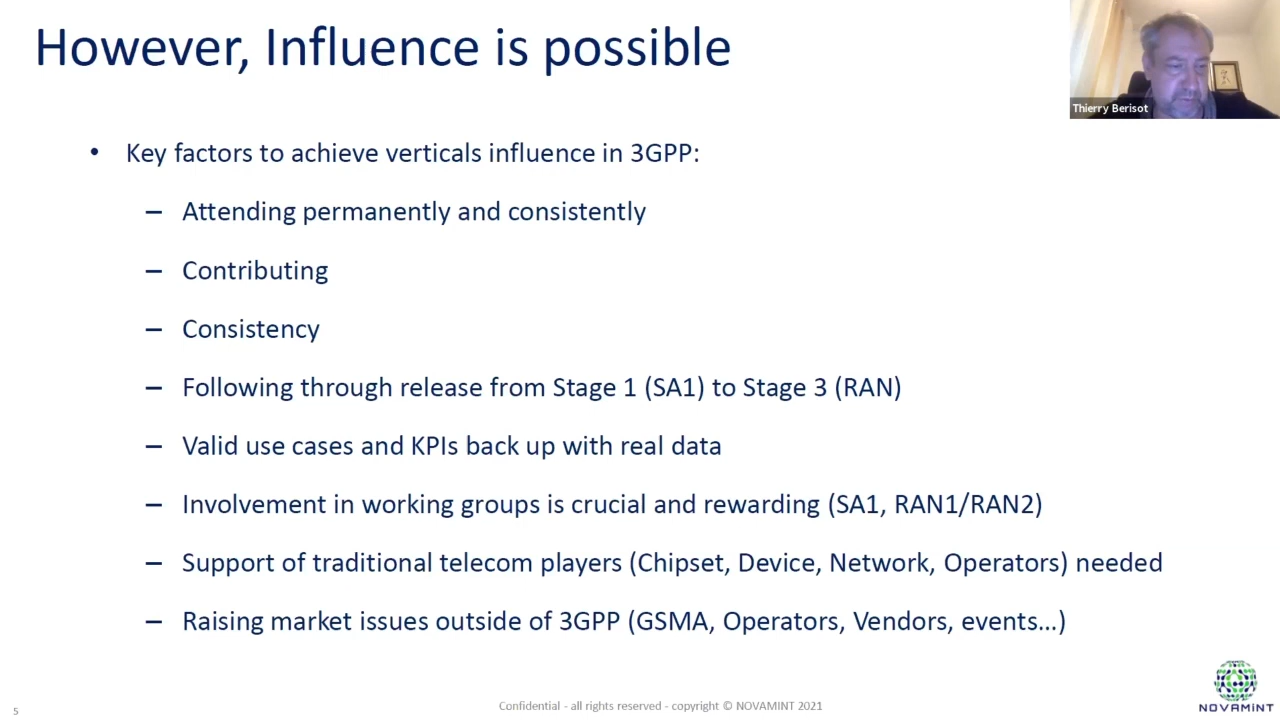 However, Influence is possible
Thierry Berisot
• Key factors to achieve verticals influence in 3GPP:
– Attending permanently and consistently
– Contributing
– Consistency
– Following through release from Stage 1 (SA1) to Stage 3 (RAN)
– Valid use cases and KPIs back up with real data
– Involvement in working groups is crucial and rewarding (SA1, RAN1/RAN2)
– Support of traditional telecom players (Chipset, Device, Network, Operators) needed
– Raising market issues outside of 3GPP (GSMA, Operators, Vendors, events...)
5
Confidential - all rights reserved - copyright © NOVAMINT 2021
NOVAMINT